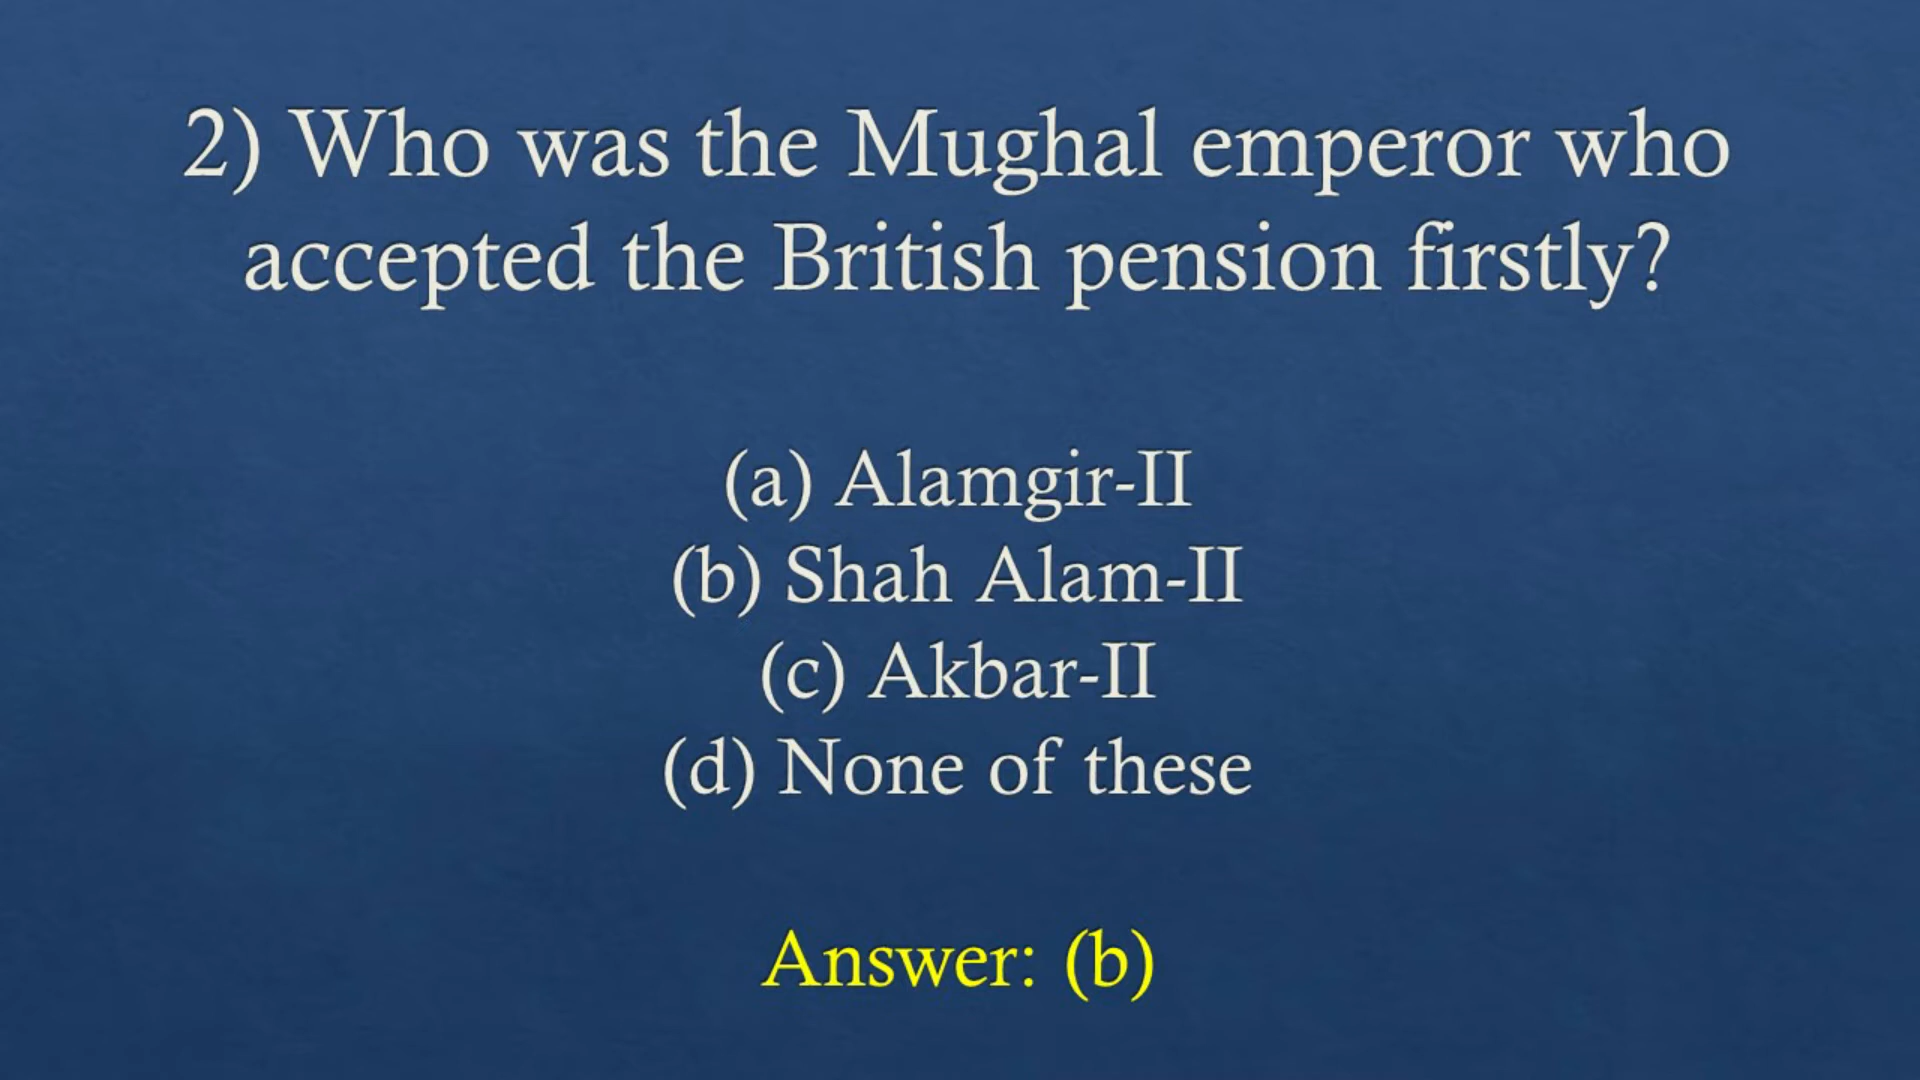 2) Who was the Mughal emperor who
accepted the British pension firstly?
(a) Alamgir-II
(b) Shah Alam-II
(c) Akbar-II
(d) None of these
Answer: (b)